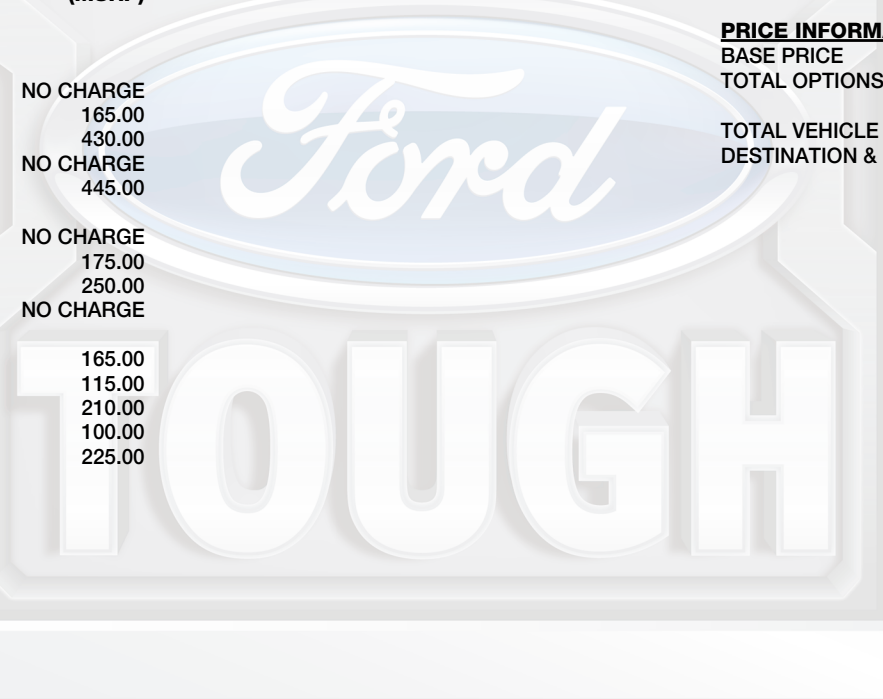 (MSRP)
NO CHARGE
165.00
430.00
NO CHARGE
445.00
NO CHARGE
175.00
250.00
NO CHARGE
165.00
115.00
210.00
100.00
225.00
PRICE INFORMA
BASE PRICE
TOTAL OPTIONS
TOTAL VEHICLE
DESTINATION &
Ford
TOUGH